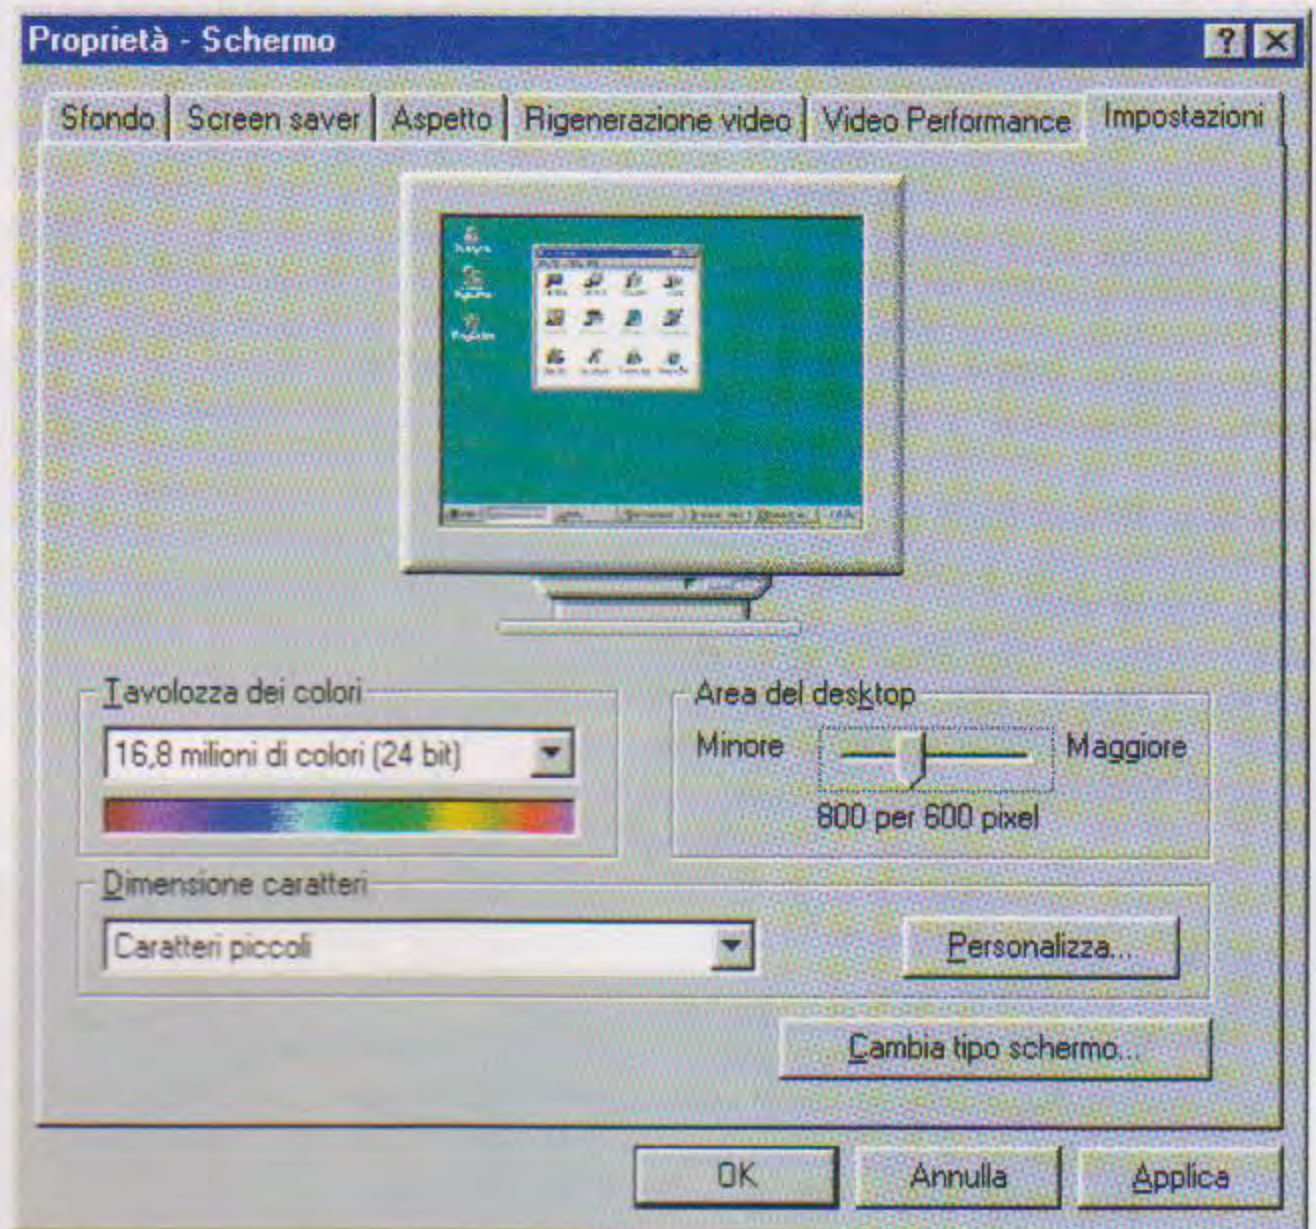 Proprietà - Schermo
Sfondo Screen saver Aspetto Rigenerazione video Video Performance Impostazioni
Tavolozza dei colori
16,8 milioni di colori (24 bit)
Area del desktop
Minore Maggiore
800 per 600 pixel
Dimensione caratteri
Caratteri piccoli
Personalizza...
Cambia tipo schermo...
OK Annulla Applica